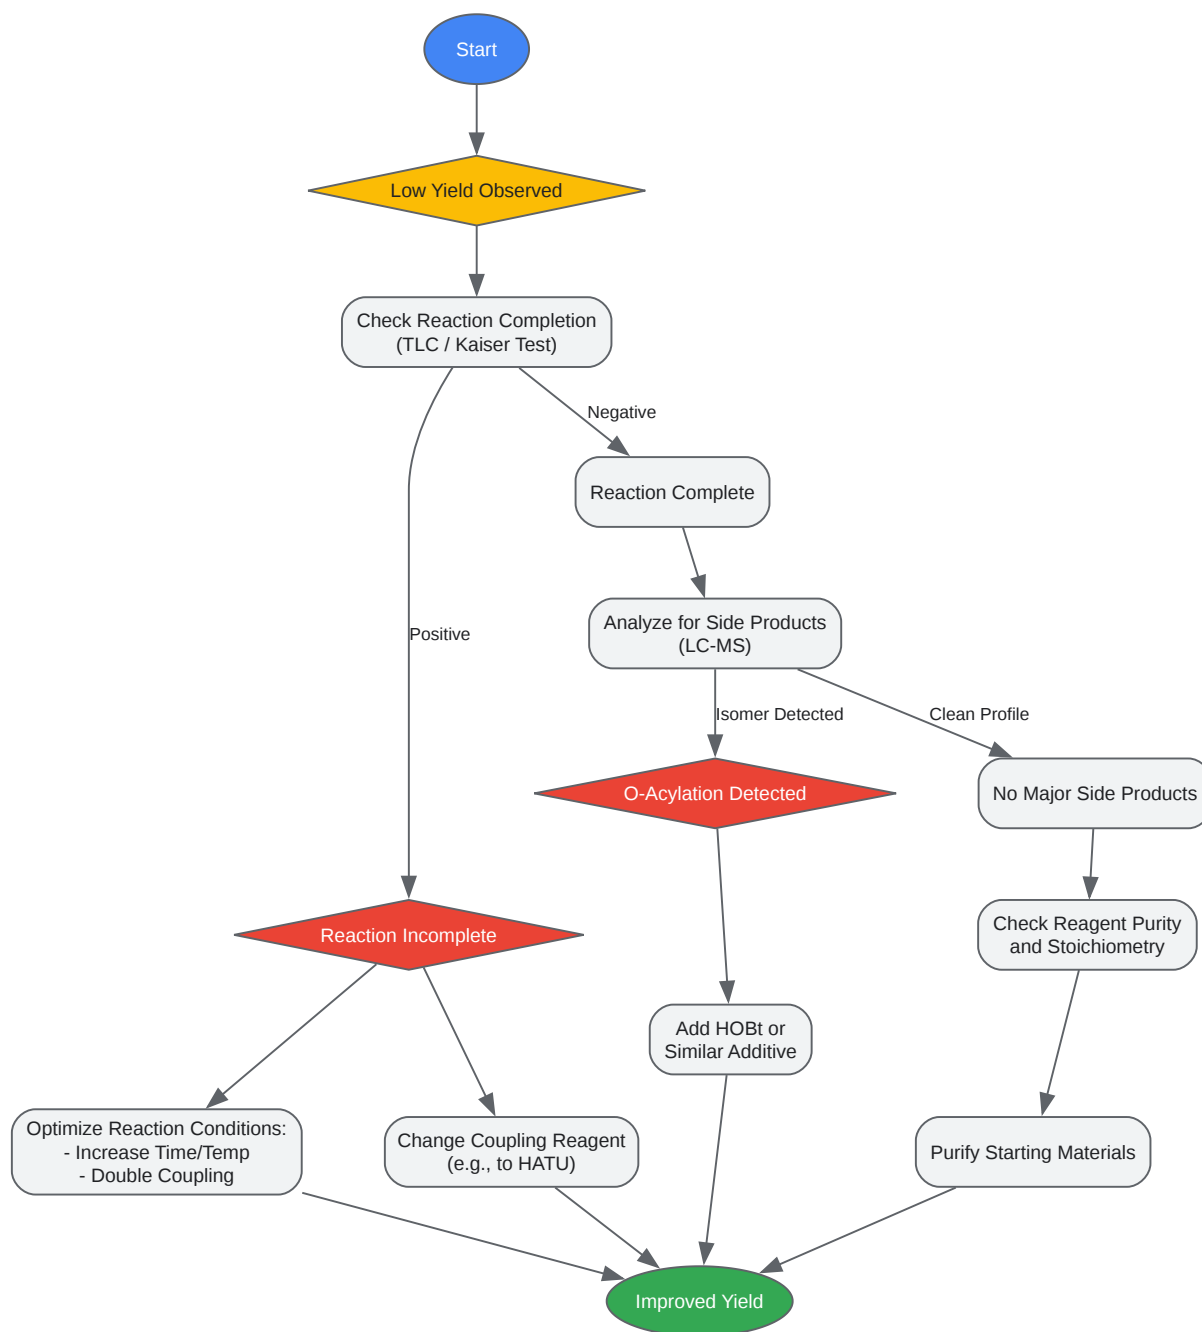 Start
Low Yield Observed
Check Reaction Completion
(TLC / Kaiser Test)
Negative
Reaction Complete
Analyze for Side Products
(LC-MS)
Positive
Isomer Detected
Clean Profile
O-Acylation Detected
No Major Side Products
Reaction Incomplete
Check Reagent Purity
and Stoichiometry
Add HOBt or
Similar Additive
Optimize Reaction Conditions:
- Increase Time/Temp
- Double Coupling
Change Coupling Reagent
(e.g., to HATU)
Purify Starting Materials
Improved Yield